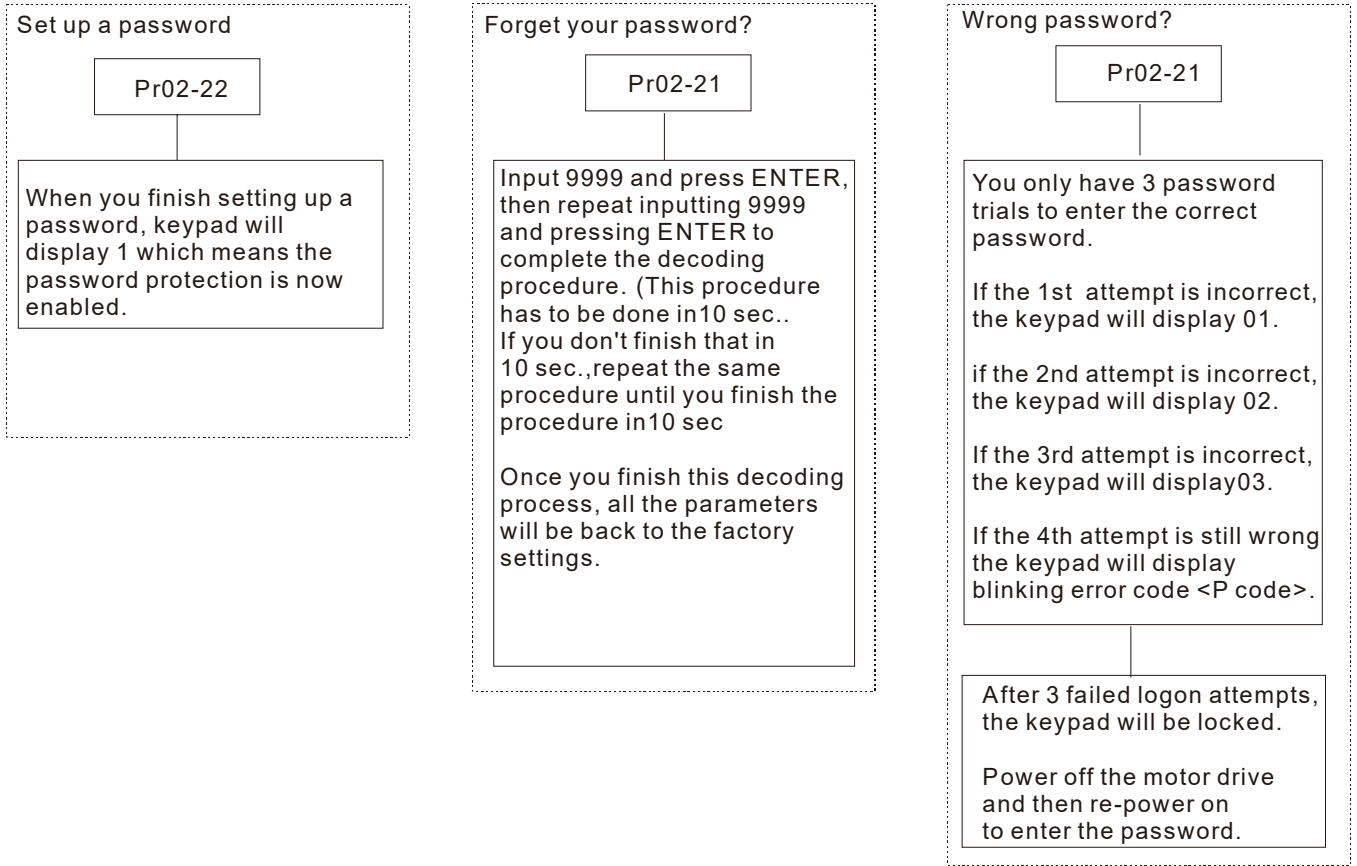 Set up a password
Pr02-22
When you finish setting up a
password, keypad will
display 1 which means the
password protection is now
enabled.
Forget your password?
Pr02-21
Input 9999 and press ENTER,
then repeat inputting 9999
and pressing ENTER to
complete the decoding
procedure. (This procedure
has to be done in10 sec..
If you don't finish that in
10 sec.,repeat the same
procedure until you finish the
procedure in10 sec
Once you finish this decoding
process, all the parameters
will be back to the factory
settings.
Wrong password?
Pr02-21
You only have 3 password
trials to enter the correct
password.
If the 1st attempt is incorrect,
the keypad will display 01.
if the 2nd attempt is incorrect,
the keypad will display 02.
If the 3rd attempt is incorrect,
the keypad will display03.
If the 4th attempt is still wrong
the keypad will display
blinking error code <P code>.
After 3 failed logon attempts,
the keypad will be locked.
Power off the motor drive
and then re-power on
to enter the password.